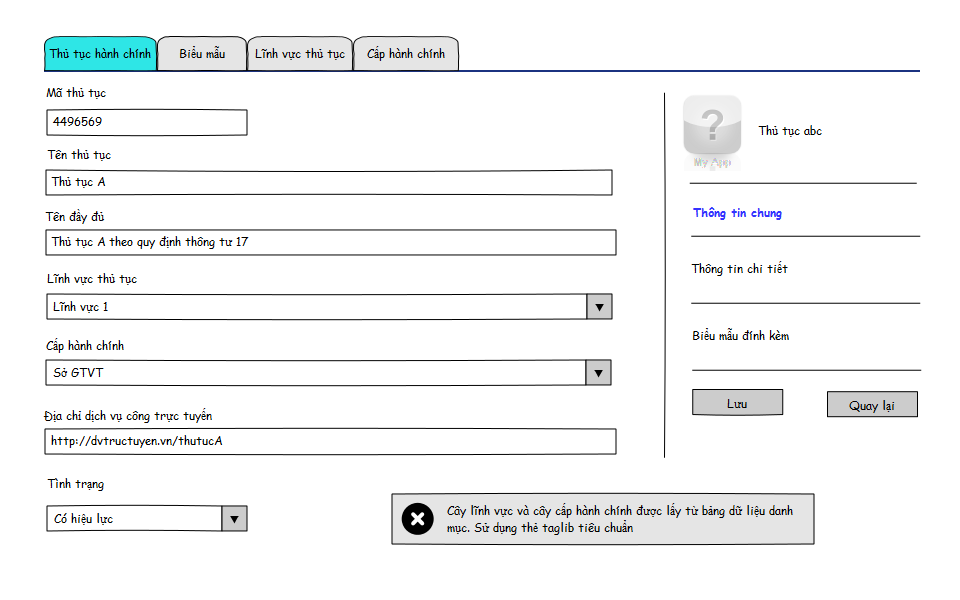 Thủ tục hành chính
Biểu mẫu
Lĩnh vực thủ tục
Cấp hành chính
Mã thủ tục
4496569
Tên thủ tục
Thủ tục A
Tên đầy đủ
Thủ tục A theo quy định thông tư 17
Lĩnh vực thủ tục
Lĩnh vực 1
Cấp hành chính
Sở GTVT
Địa chỉ dịch vụ công trực tuyến
http://dvtructuyen.vn/thutucA
Tình trạng
Có hiệu lực
?
My App
Thủ tục abc
Thông tin chung
Thông tin chi tiết
Biểu mẫu đính kèm
Lưu
Quay lại
Cây lĩnh vực và cây cấp hành chính được lấy từ bảng dữ liệu danh
mục. Sử dụng thẻ taglib tiêu chuẩn